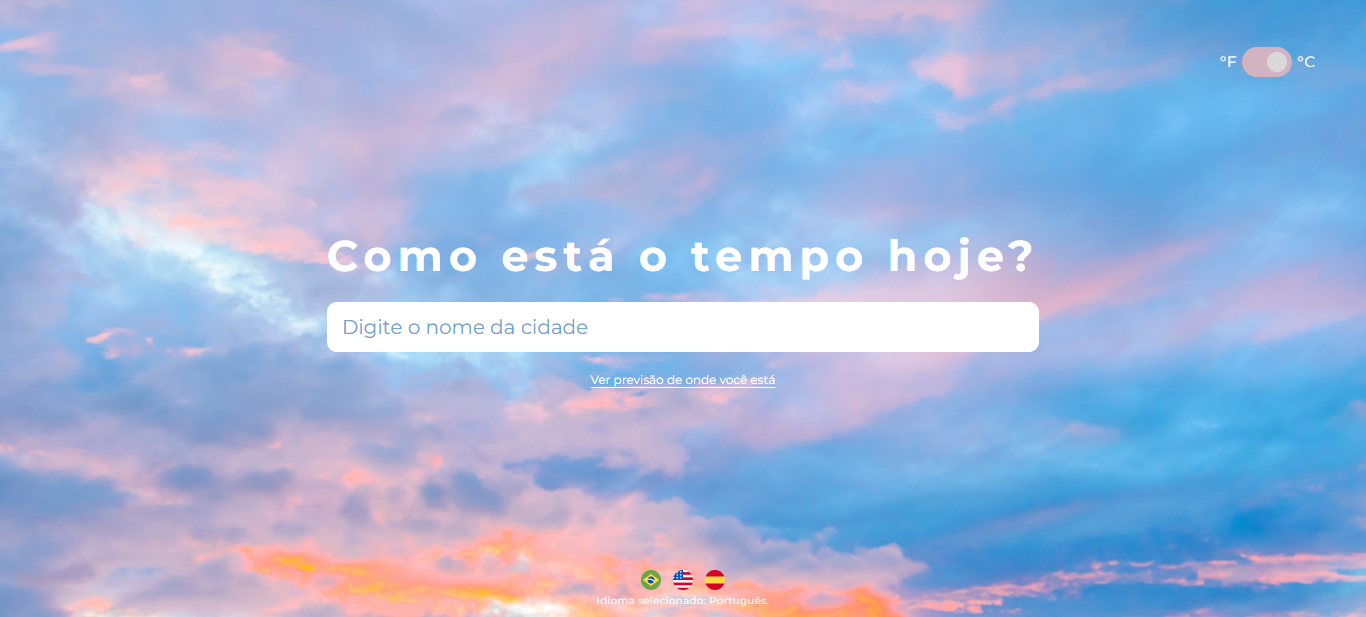 °F °C
Como está o tempo hoje?
Digite o nome da cidade
Ver previsão de onde você está
Idioma selecionado: Português.